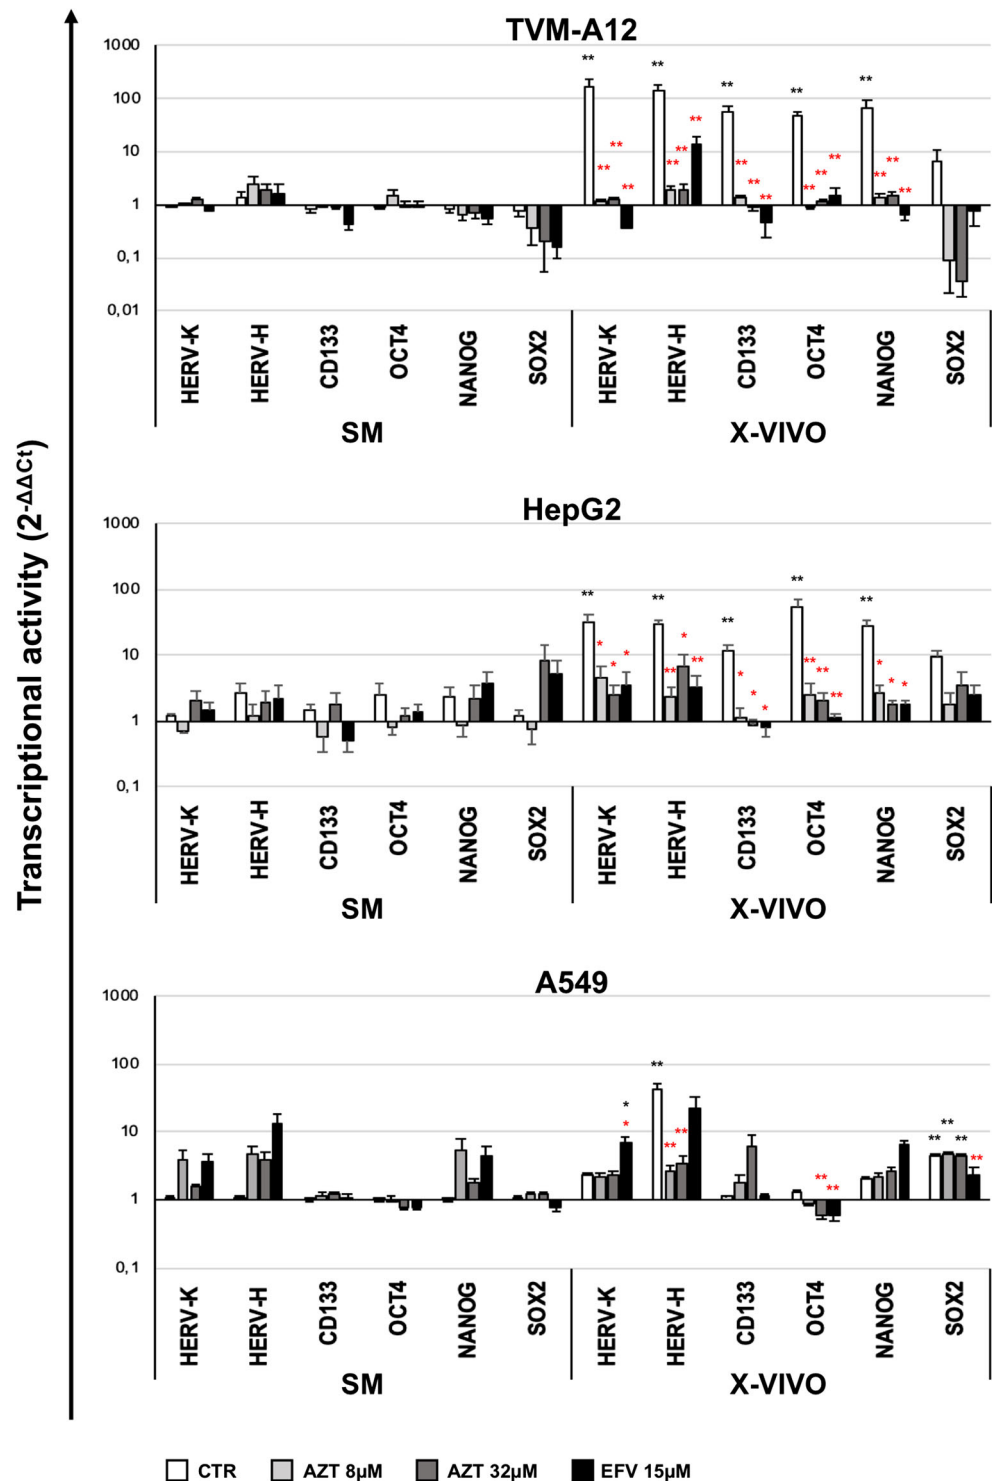 Transcriptional activity (2-ΔΔCt)
TVM-A12
1000
100
10
1
0,1
0,01
** ** ** ** **
** ** ** ** ** ** ** ** ** ** ** ** ** ** **
HERV-K HERV-H CD133 OCT4 NANOG SOX2 HERV-K HERV-H CD133 OCT4 NANOG SOX2
SM X-VIVO
HepG2
1000
100
10
1
0,1
** ** ** ** **
* * * ** * ** * * * ** ** ** * * *
HERV-K HERV-H CD133 OCT4 NANOG SOX2 HERV-K HERV-H CD133 OCT4 NANOG SOX2
SM X-VIVO
A549
1000
100
10
1
0,1
* ** ** ** **
* ** ** ** ** **
HERV-K HERV-H CD133 OCT4 NANOG SOX2 HERV-K HERV-H CD133 OCT4 NANOG SOX2
SM X-VIVO
CTR AZT 8µM AZT 32µM EFV 15µM